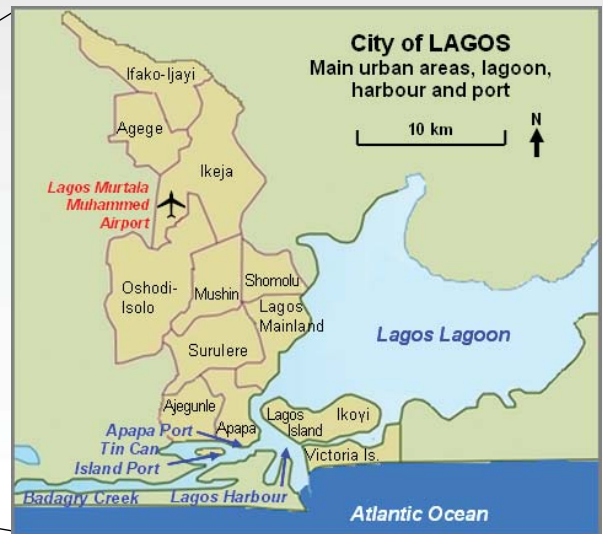 City of LAGOS
Main urban areas, lagoon,
harbour and port
10 km
N
Ifako-Ijayi
Agege
Ikeja
Lagos Murtala
Muhammed
Airport
Oshodi-
Isolo
Mushin
Shomolu
Lagos
Mainland
Surulere
Lagos Lagoon
Ajegunle
Apapa
Lagos
Island
Ikoyi
Victoria Is.
Apapa Port
Tin Can
Island Port
Badagry Creek
Lagos Harbour
Atlantic Ocean